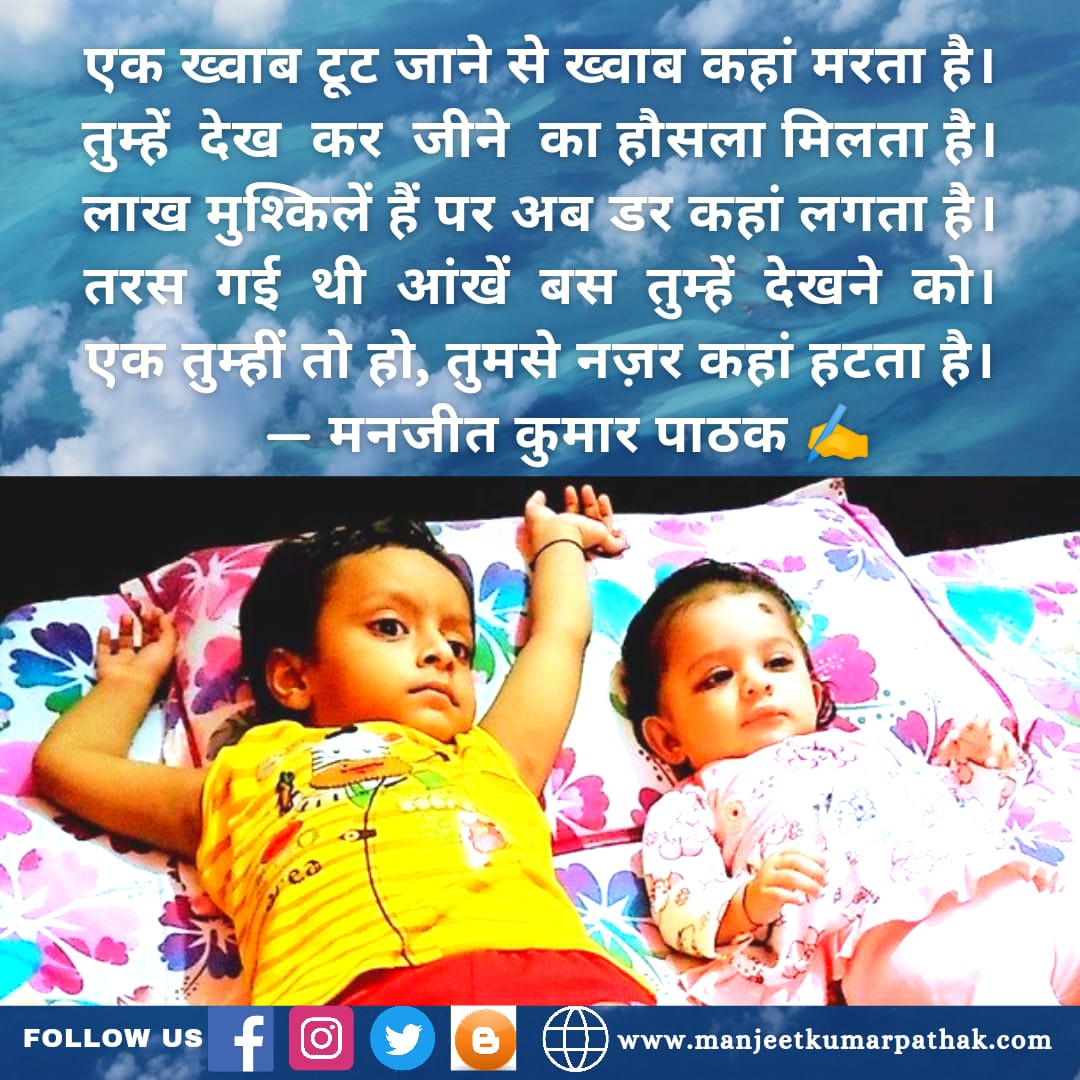 एक ख्वाब टूट जाने से ख्वाब कहां मरता है।
तुम्हें देख कर जीने का हौसला मिलता है।
लाख मुश्किलें हैं पर अब डर कहां लगता है।
तरस गई थी आंखें बस तुम्हें देखने को।
एक तुम्हीं तो हो, तुमसे नज़र कहां हटता है।
— मनजीत कुमार पाठक ✍️
FOLLOW US www.manjeetkumarpathak.com